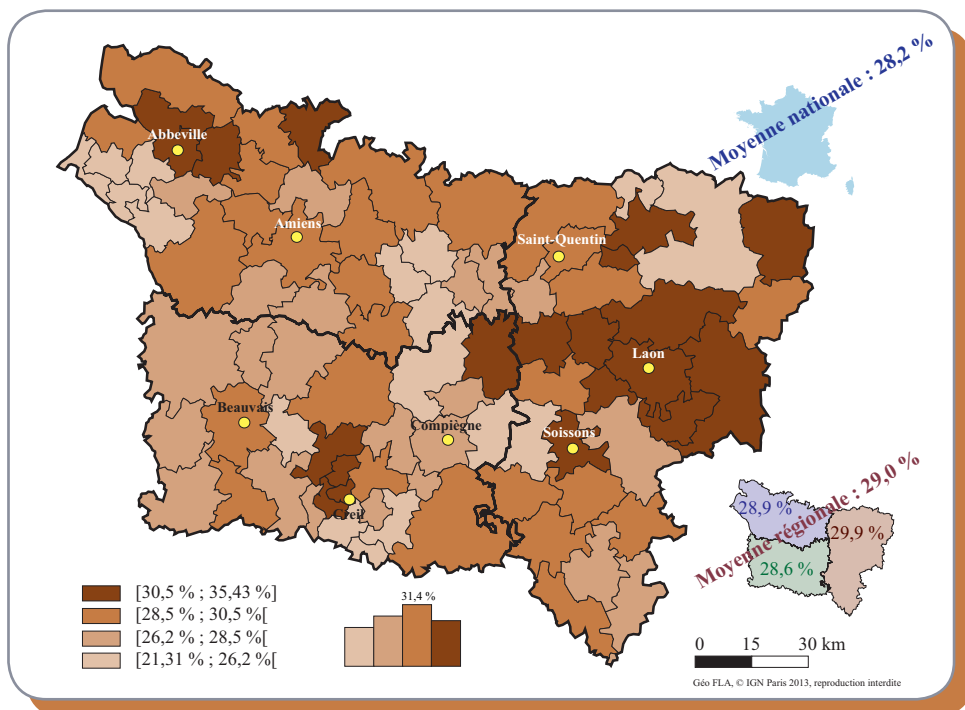 Moyenne nationale : 28,2 %
Abbeville
Amiens
Saint-Quentin
Laon
Beauvais
Compiègne
Soissons
Creil
Moyenne régionale : 29,0 %
28,9 %
29,9 %
28,6 %
[30,5 % ; 35,43 %]
[28,5 % ; 30,5 %[
[26,2 % ; 28,5 %[
[21,31 % ; 26,2 %[
31,4 %
0 15 30 km
Géo FLA, © IGN Paris 2013, reproduction interdite